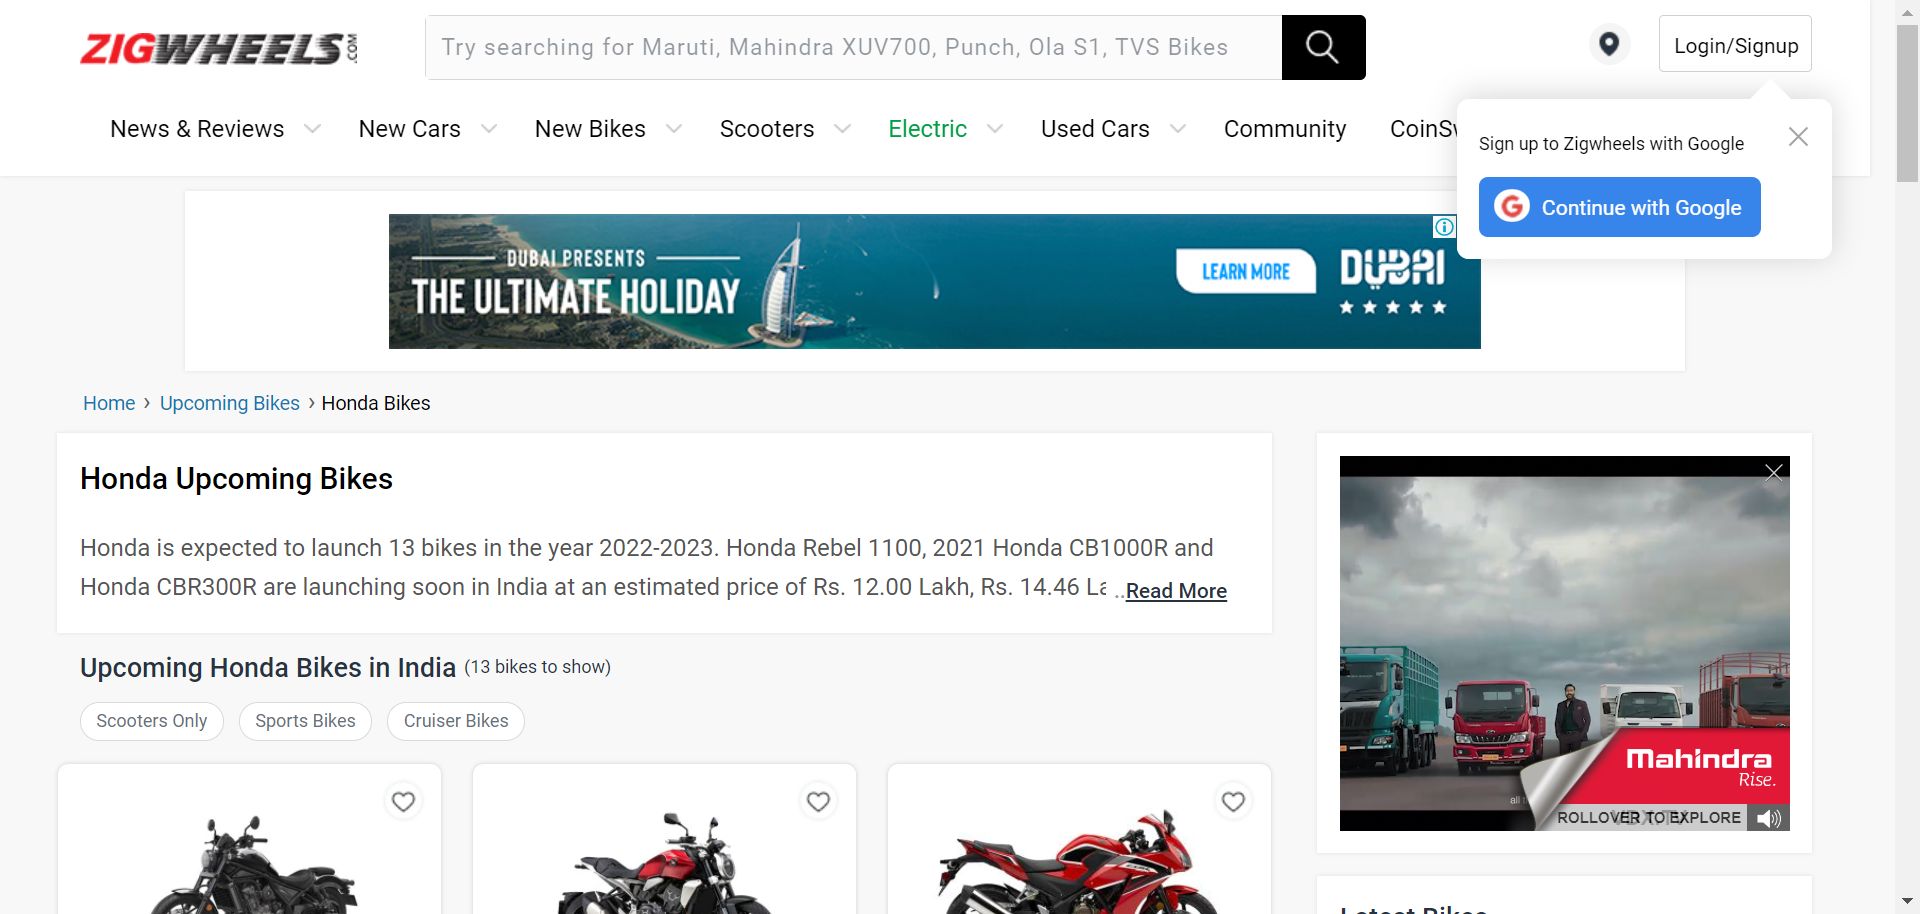 ZIGWHEELS.COM
Try searching for Maruti, Mahindra XUV700, Punch, Ola S1, TVS Bikes
Login/Signup
News & Reviews
New Cars
New Bikes
Scooters
Electric
Used Cars
Community
Sign up to Zigwheels with Google
Continue with Google
DUBAI PRESENTS
THE ULTIMATE HOLIDAY
LEARN MORE
DUBAI
Home › Upcoming Bikes › Honda Bikes
Honda Upcoming Bikes
Honda is expected to launch 13 bikes in the year 2022-2023. Honda Rebel 1100, 2021 Honda CB1000R and
Honda CBR300R are launching soon in India at an estimated price of Rs. 12.00 Lakh, Rs. 14.46 La ..Read More
Upcoming Honda Bikes in India (13 bikes to show)
Scooters Only
Sports Bikes
Cruiser Bikes
Mahindra
Rise.
all
ROLLOVER TO EXPLORE
Latest Bikes